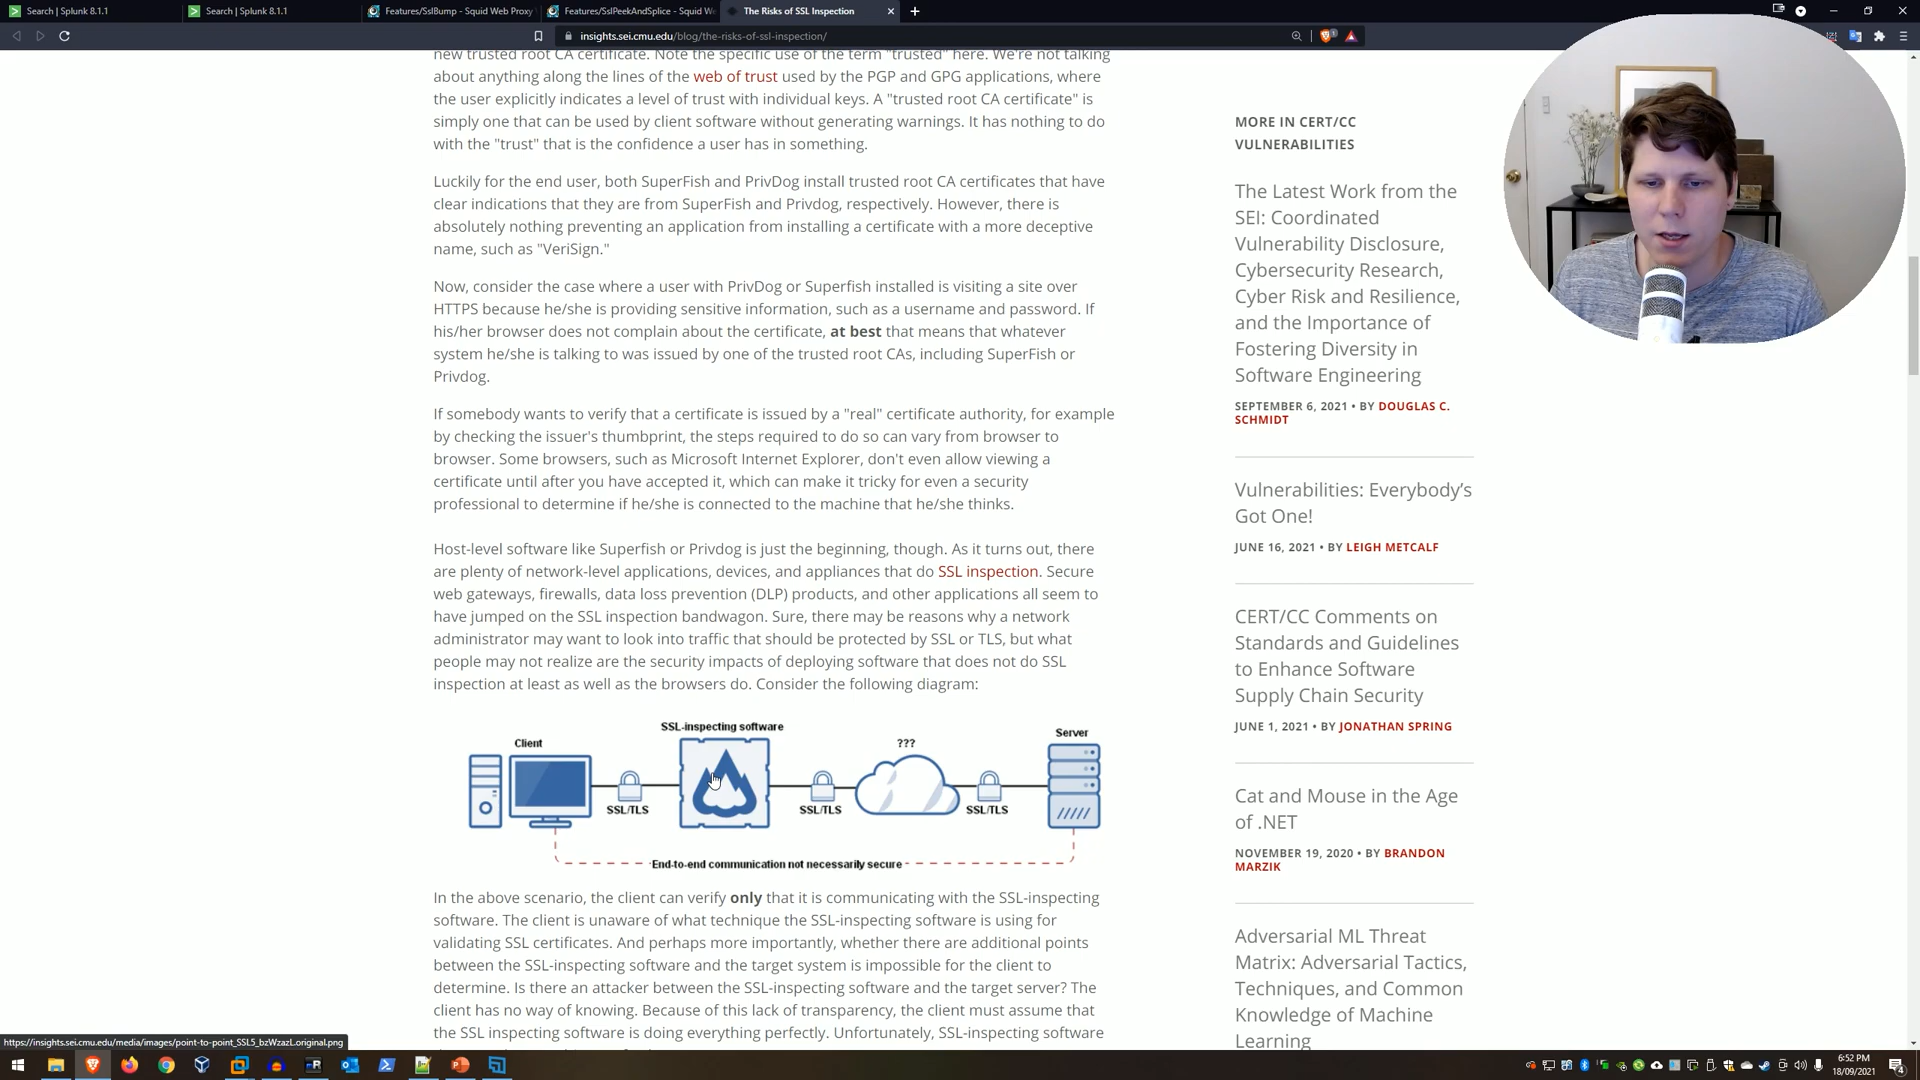 Search | Splunk 8.1.1
Search | Splunk 8.1.1
Features/SslBump - Squid Web Proxy
Features/SslPeekAndSplice - Squid We
The Risks of SSL Inspection
insights.sei.cmu.edu/blog/the-risks-of-ssl-inspection/
new trusted root CA certificate. Note the specific use of the term "trusted" here. We're not talking
about anything along the lines of the web of trust used by the PGP and GPG applications, where
the user explicitly indicates a level of trust with individual keys. A "trusted root CA certificate" is
simply one that can be used by client software without generating warnings. It has nothing to do
with the "trust" that is the confidence a user has in something.
Luckily for the end user, both SuperFish and PrivDog install trusted root CA certificates that have
clear indications that they are from SuperFish and Privdog, respectively. However, there is
absolutely nothing preventing an application from installing a certificate with a more deceptive
name, such as "VeriSign."
Now, consider the case where a user with PrivDog or Superfish installed is visiting a site over
HTTPS because he/she is providing sensitive information, such as a username and password. If
his/her browser does not complain about the certificate, at best that means that whatever
system he/she is talking to was issued by one of the trusted root CAs, including SuperFish or
Privdog.
If somebody wants to verify that a certificate is issued by a "real" certificate authority, for example
by checking the issuer's thumbprint, the steps required to do so can vary from browser to
browser. Some browsers, such as Microsoft Internet Explorer, don't even allow viewing a
certificate until after you have accepted it, which can make it tricky for even a security
professional to determine if he/she is connected to the machine that he/she thinks.
Host-level software like Superfish or Privdog is just the beginning, though. As it turns out, there
are plenty of network-level applications, devices, and appliances that do SSL inspection. Secure
web gateways, firewalls, data loss prevention (DLP) products, and other applications all seem to
have jumped on the SSL inspection bandwagon. Sure, there may be reasons why a network
administrator may want to look into traffic that should be protected by SSL or TLS, but what
people may not realize are the security impacts of deploying software that does not do SSL
inspection at least as well as the browsers do. Consider the following diagram:
Client
SSL-inspecting software
???
Server
SSL/TLS
SSL/TLS
SSL/TLS
End-to-end communication not necessarily secure
In the above scenario, the client can verify only that it is communicating with the SSL-inspecting
software. The client is unaware of what technique the SSL-inspecting software is using for
validating SSL certificates. And perhaps more importantly, whether there are additional points
between the SSL-inspecting software and the target system is impossible for the client to
determine. Is there an attacker between the SSL-inspecting software and the target server? The
client has no way of knowing. Because of this lack of transparency, the client must assume that
the SSL inspecting software is doing everything perfectly. Unfortunately, SSL-inspecting software
MORE IN CERT/CC
VULNERABILITIES
The Latest Work from the
SEI: Coordinated
Vulnerability Disclosure,
Cybersecurity Research,
Cyber Risk and Resilience,
and the Importance of
Fostering Diversity in
Software Engineering
SEPTEMBER 6, 2021 • BY DOUGLAS C.
SCHMIDT
Vulnerabilities: Everybody's
Got One!
JUNE 16, 2021 • BY LEIGH METCALF
CERT/CC Comments on
Standards and Guidelines
to Enhance Software
Supply Chain Security
JUNE 1, 2021 • BY JONATHAN SPRING
Cat and Mouse in the Age
of .NET
NOVEMBER 19, 2020 • BY BRANDON
MARZIK
Adversarial ML Threat
Matrix: Adversarial Tactics,
Techniques, and Common
Knowledge of Machine
Learning
https://insights.sei.cmu.edu/media/images/point-to-point_SSL5_bzWzazL.original.png
6:52 PM
18/09/2021